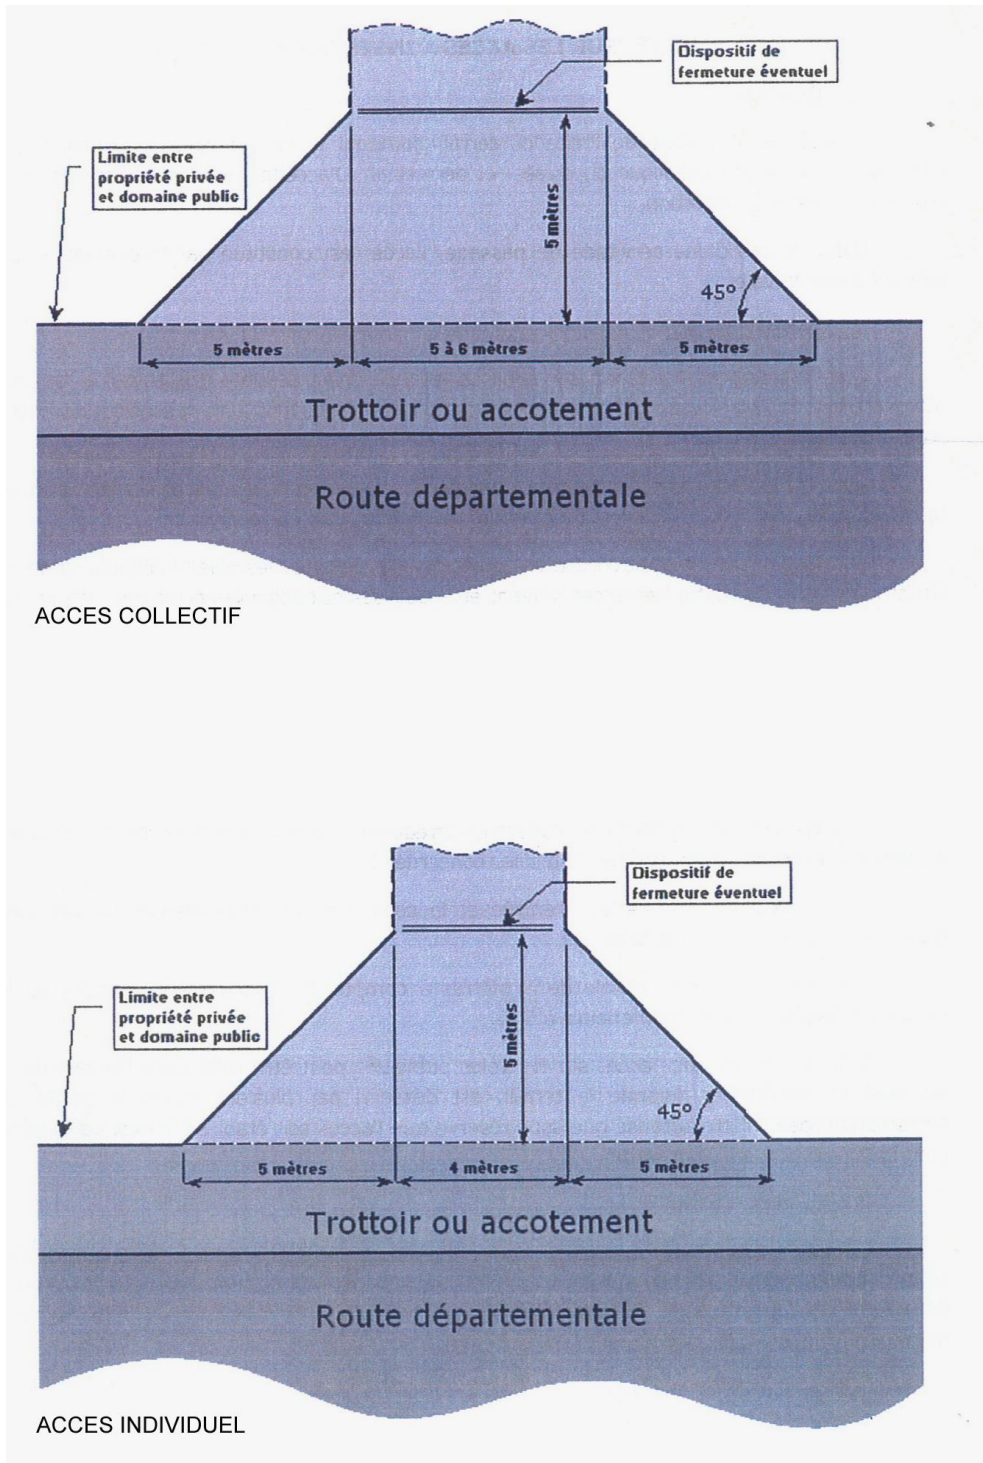 Dispositif de
fermeture éventuel
Limite entre
propriété privée
et domaine public
5 mètres
45°
5 mètres
5 à 6 mètres
5 mètres
Trottoir ou accotement
Route départementale
ACCES COLLECTIF
Dispositif de
fermeture éventuel
Limite entre
propriété privée
et domaine public
5 mètres
45°
5 mètres
4 mètres
5 mètres
Trottoir ou accotement
Route départementale
ACCES INDIVIDUEL